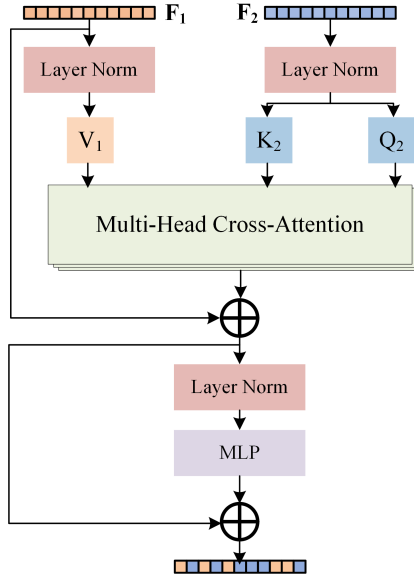 F1 F2
Layer Norm Layer Norm
V1 K2 Q2
Multi-Head Cross-Attention
Layer Norm
MLP